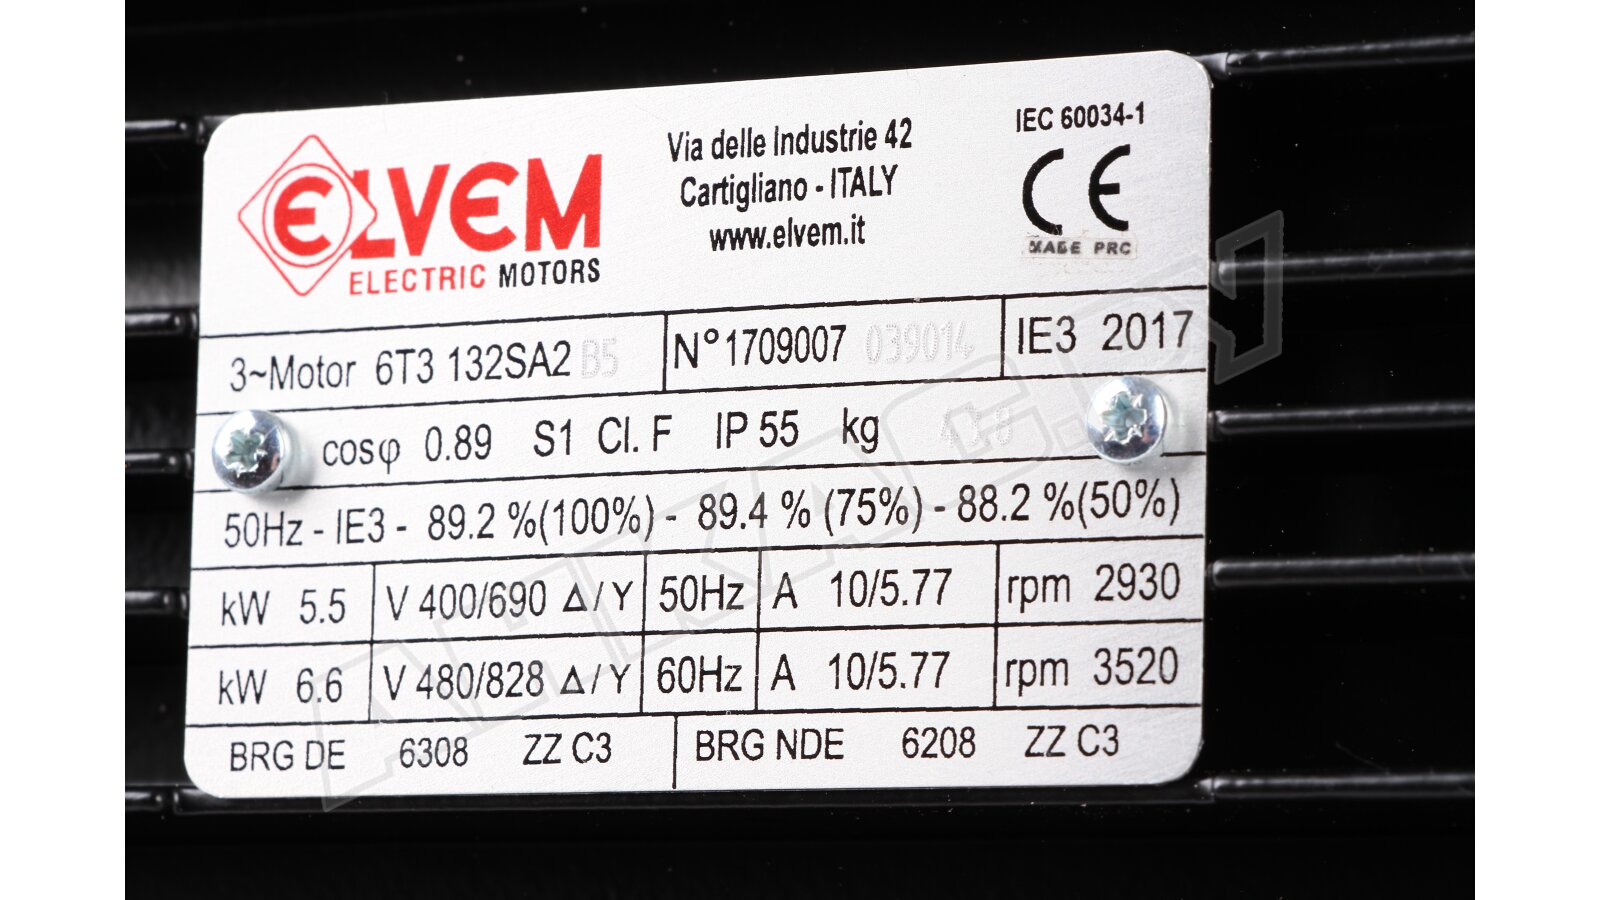 ELVEM
ELECTRIC MOTORS
Via delle Industrie 42
Cartigliano - ITALY
www.elvem.it
IEC 60034-1
CE
MADE PRC
3~Motor 6T3 132SA2 B5
N° 1709007 039014
IE3 2017
cosφ 0.89 S1 Cl. F IP 55 kg
50Hz - IE3 - 89.2 %(100%) - 89.4 % (75%) - 88.2 %(50%)
kW 5.5 V 400/690 Δ/Y 50Hz A 10/5.77 rpm 2930
kW 6.6 V 480/828 Δ/Y 60Hz A 10/5.77 rpm 3520
BRG DE 6308 ZZ C3 BRG NDE 6208 ZZ C3